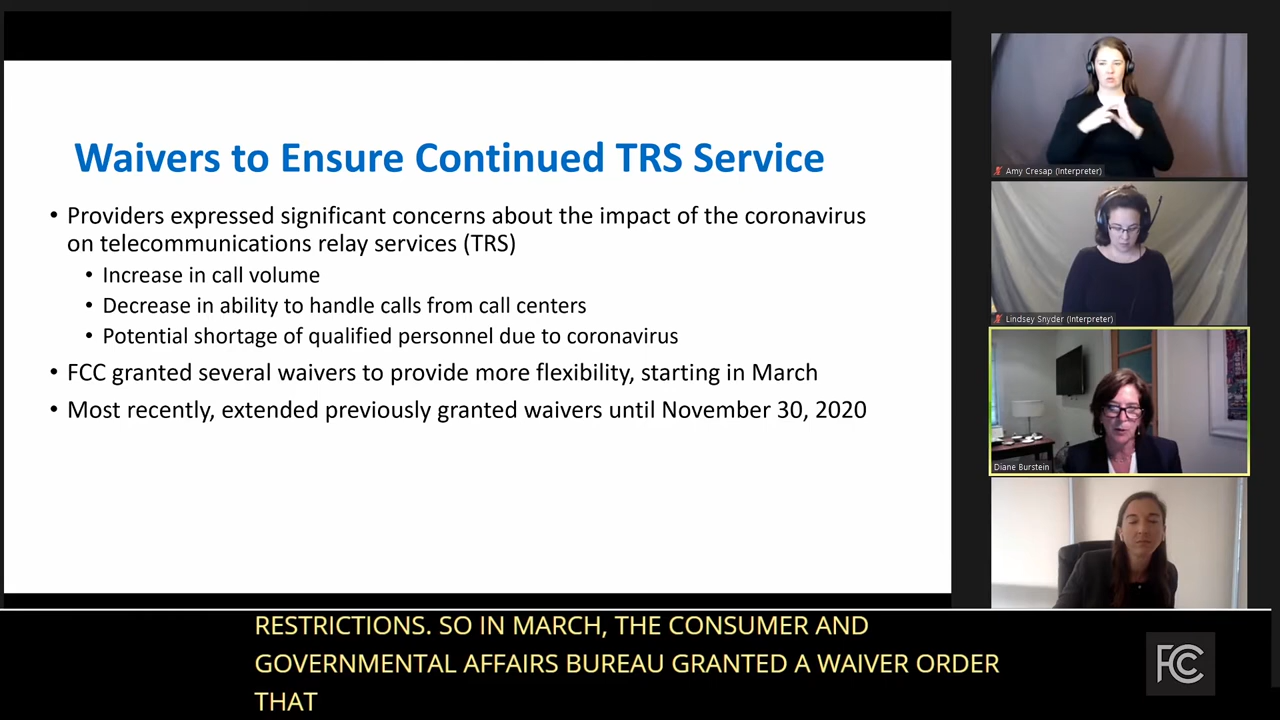 Waivers to Ensure Continued TRS Service
• Providers expressed significant concerns about the impact of the coronavirus
on telecommunications relay services (TRS)
• Increase in call volume
• Decrease in ability to handle calls from call centers
• Potential shortage of qualified personnel due to coronavirus
• FCC granted several waivers to provide more flexibility, starting in March
• Most recently, extended previously granted waivers until November 30, 2020
Amy Cresap (Interpreter)
Lindsey Snyder (Interpreter)
Diane Burstein
RESTRICTIONS. SO IN MARCH, THE CONSUMER AND
GOVERNMENTAL AFFAIRS BUREAU GRANTED A WAIVER ORDER
THAT
FCC